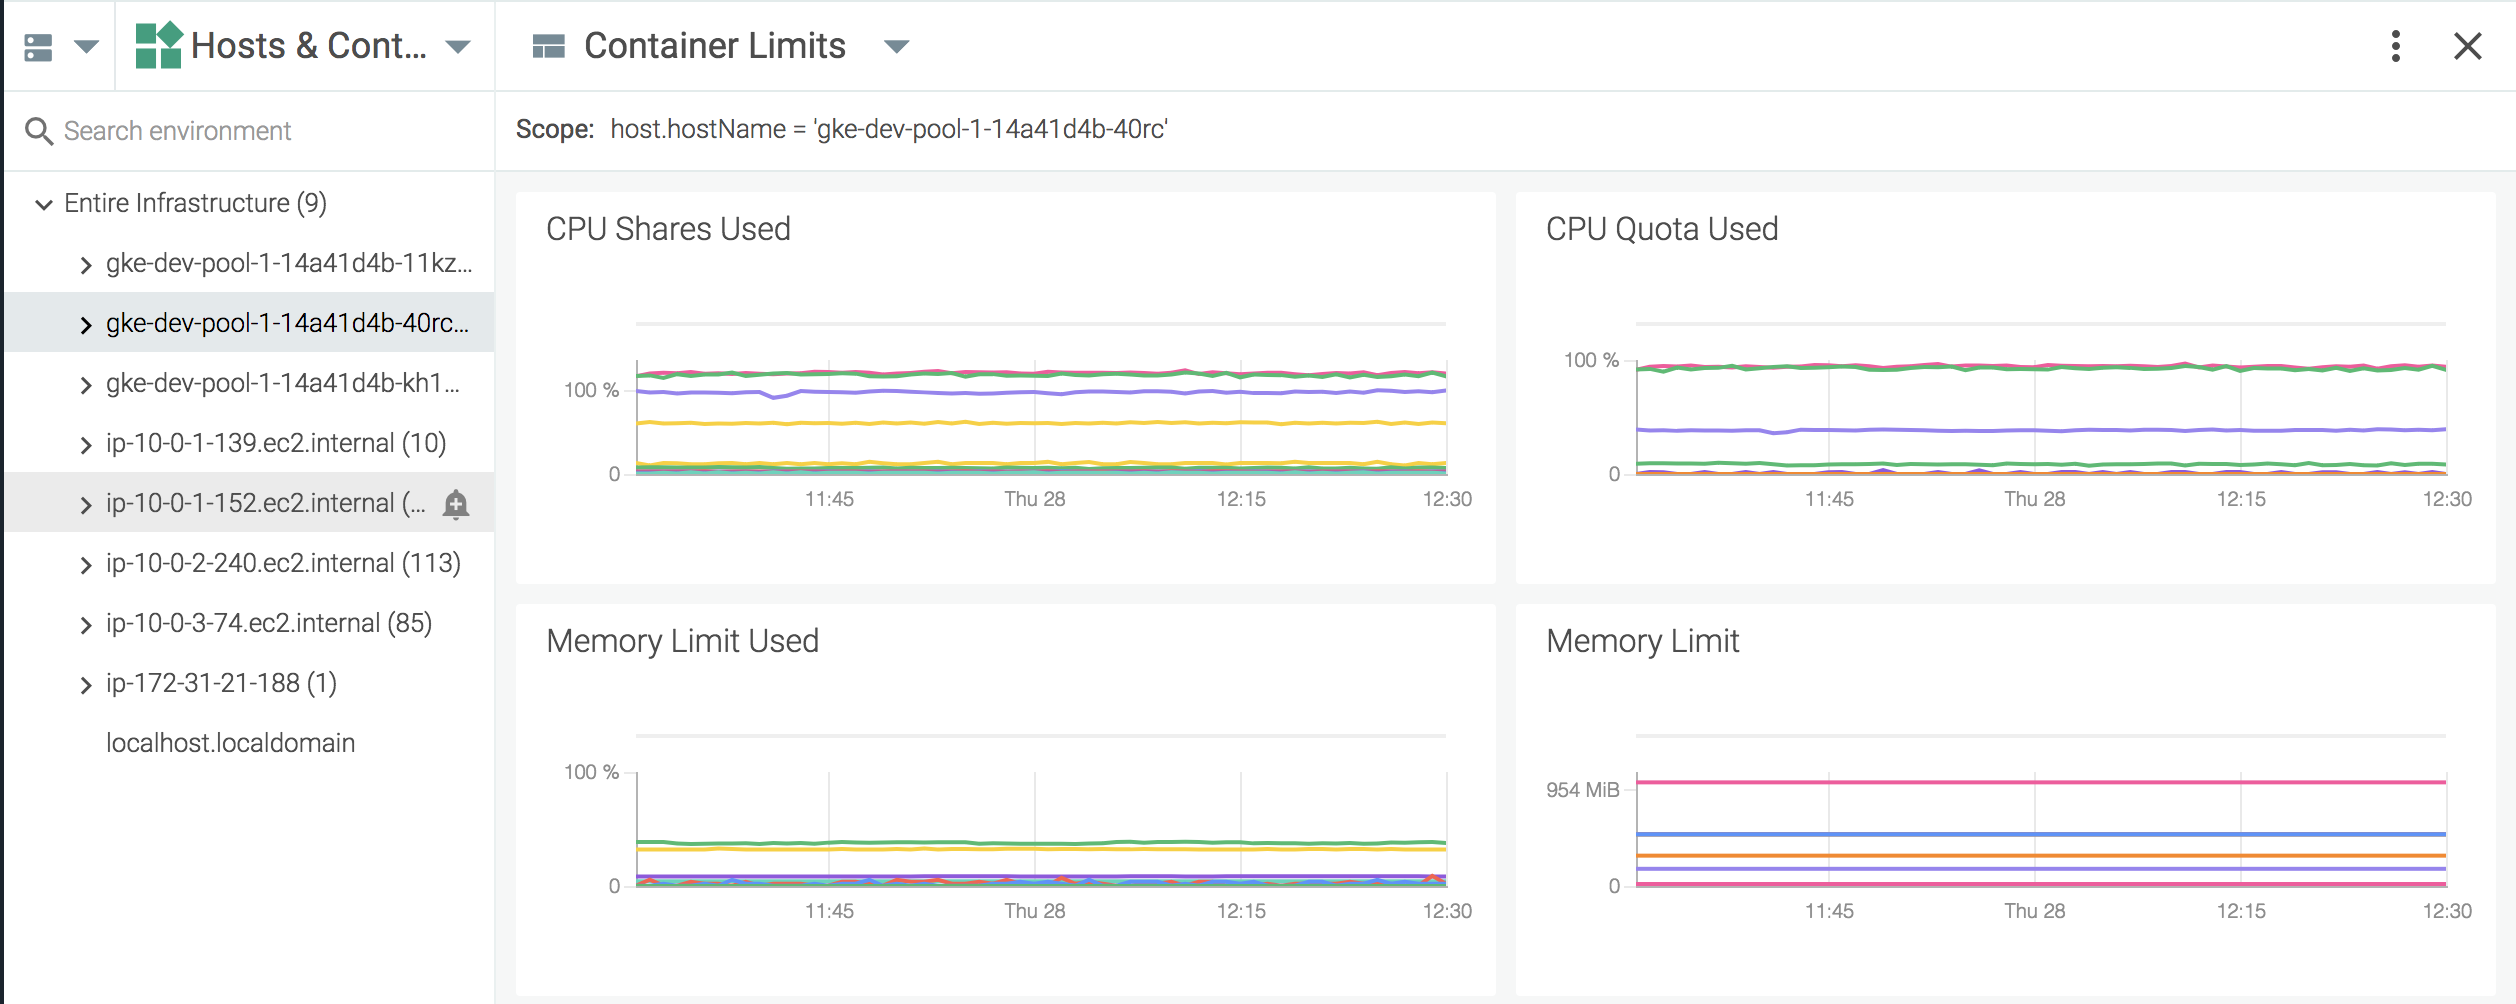 Hosts & Cont...
Container Limits
Search environment
Scope: host.hostName = 'gke-dev-pool-1-14a41d4b-40rc'
Entire Infrastructure (9)
gke-dev-pool-1-14a41d4b-11kz...
gke-dev-pool-1-14a41d4b-40rc...
gke-dev-pool-1-14a41d4b-kh1...
ip-10-0-1-139.ec2.internal (10)
ip-10-0-1-152.ec2.internal (...
ip-10-0-2-240.ec2.internal (113)
ip-10-0-3-74.ec2.internal (85)
ip-172-31-21-188 (1)
localhost.localdomain
CPU Shares Used
100 %
0
11:45 Thu 28 12:15 12:30
CPU Quota Used
100 %
0
11:45 Thu 28 12:15 12:30
Memory Limit Used
100 %
0
11:45 Thu 28 12:15 12:30
Memory Limit
954 MiB
0
11:45 Thu 28 12:15 12:30